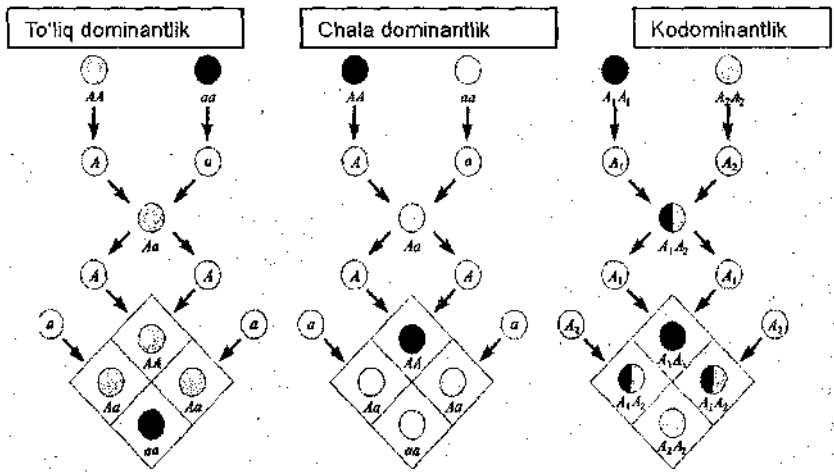 To'liq dominantlik
Chala dominantlik
Kodominantlik
AA aa
AA aa
A₁A₁ A₂A₂
A a
A a
A₁ A₂
Aa
Aa
A₁A₂
A A
A A
A₁ A₁
a a
a a
A₂ A₂
AA
AA
A₁A₁
Aa Aa
Aa Aa
A₁A₂ A₁A₂
aa
aa
A₂A₂